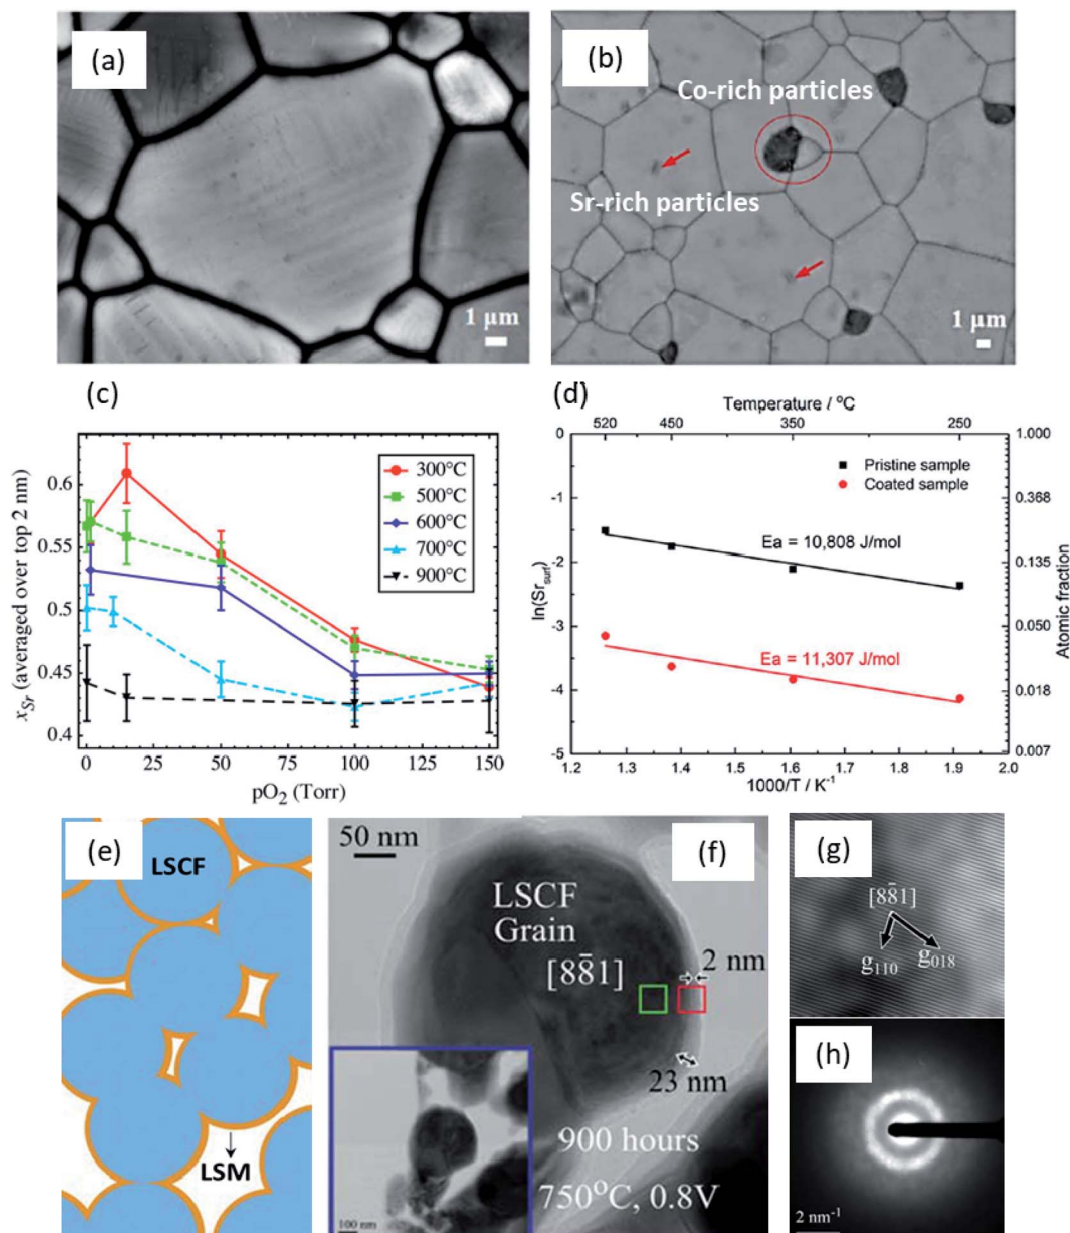 (a)
1 µm
(b)
Co-rich particles
Sr-rich particles
1 µm
(c)
x_Sr (averaged over top 2 nm)
0.6
0.55
0.5
0.45
0.4
300°C
500°C
600°C
700°C
900°C
0 25 50 75 100 125 150
pO₂ (Torr)
(d)
Temperature / °C
520 450 350 250
ln(Sr_surf)
0
-1
-2
-3
-4
-5
Pristine sample
Coated sample
Ea = 10,808 J/mol
Ea = 11,307 J/mol
1.000
0.368
0.135
0.050
0.018
0.007
Atomic fraction
1.2 1.3 1.4 1.5 1.6 1.7 1.8 1.9 2.0
1000/T / K⁻¹
(e)
LSCF
LSM
(f)
50 nm
LSCF
Grain
[88̄1]
2 nm
23 nm
900 hours
750°C, 0.8V
100 nm
(g)
[88̄1]
g₁₁₀
g₀₁₈
(h)
2 nm⁻¹